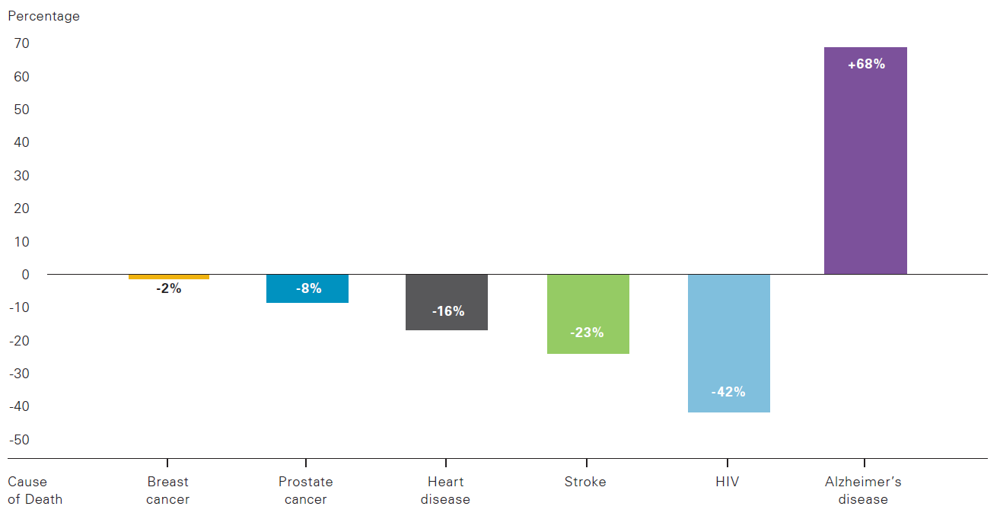 Percentage
70
60
50
40
30
20
10
0
-10
-20
-30
-40
-50
-2%
-8%
-16%
-23%
-42%
+68%
Cause
of Death
Breast
cancer
Prostate
cancer
Heart
disease
Stroke
HIV
Alzheimer’s
disease